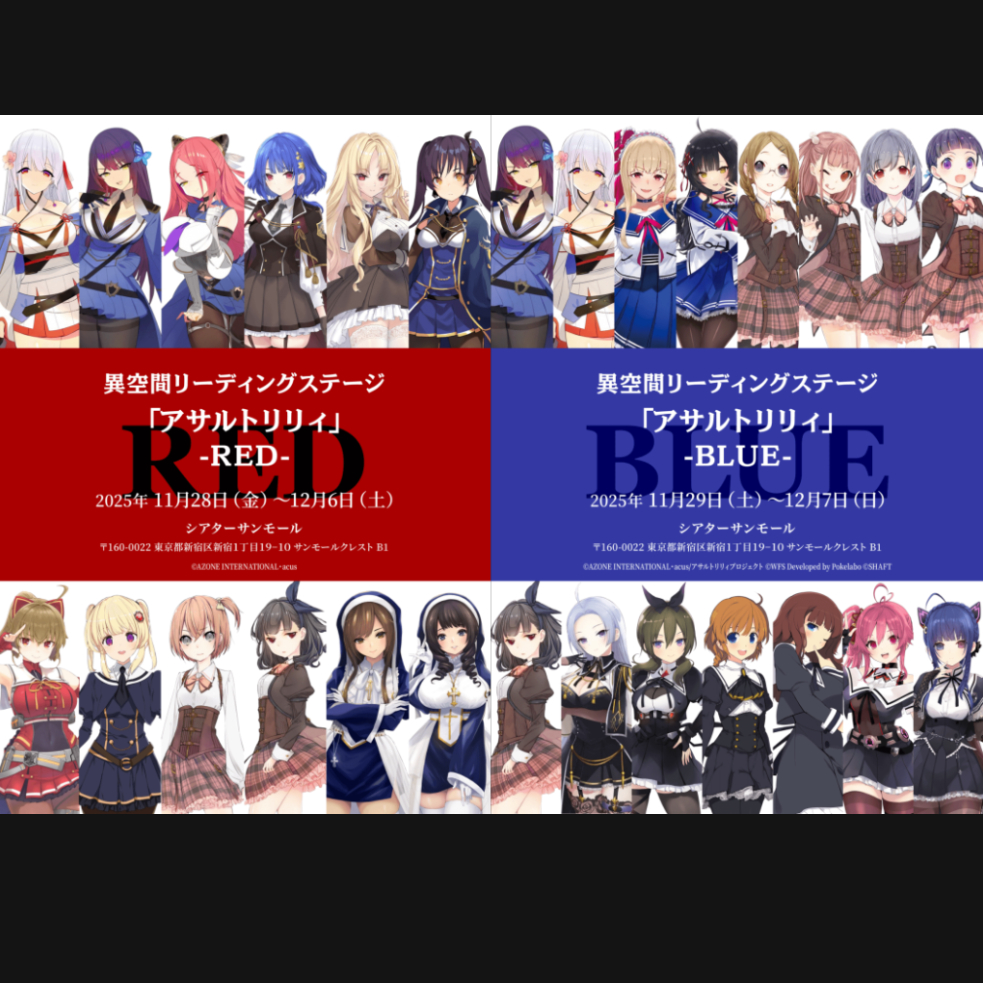 異空間リーディングステージ
「アサルトリリィ」
RED
-RED-
2025年 11月28日（金）～12月6日（土）
シアターサンモール
〒160-0022 東京都新宿区新宿1丁目19−10 サンモールクレスト B1
©AZONE INTERNATIONAL・acus
異空間リーディングステージ
「アサルトリリィ」
BLUE
-BLUE-
2025年 11月29日（土）～12月7日（日）
シアターサンモール
〒160-0022 東京都新宿区新宿1丁目19−10 サンモールクレスト B1
©AZONE INTERNATIONAL・acus/アサルトリリィプロジェクト ©WFS Developed by Pokelabo ©SHAFT